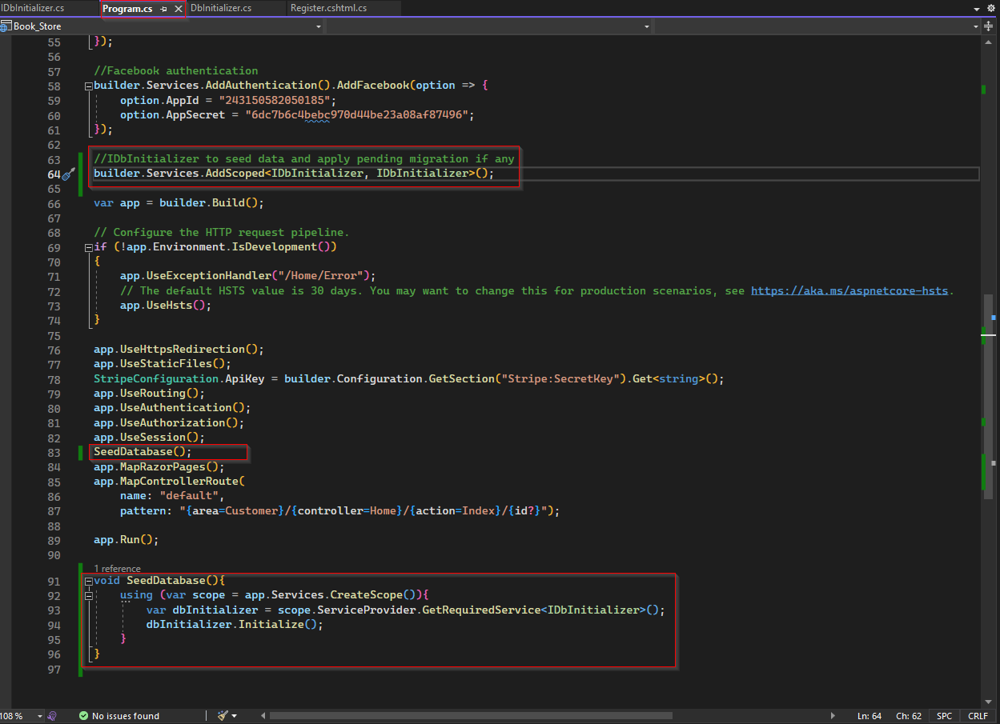 IDbInitializer.cs Program.cs DbInitializer.cs Register.cshtml.cs
Book_Store
55 });
56
57 //Facebook authentication
58 builder.Services.AddAuthentication().AddFacebook(option => {
59 option.AppId = "243150582050185";
60 option.AppSecret = "6dc7b6c4bebc970d44be23a08af87496";
61 });
62
63 //IDbInitializer to seed data and apply pending migration if any
64 builder.Services.AddScoped<IDbInitializer, IDbInitializer>();
65
66 var app = builder.Build();
67
68 // Configure the HTTP request pipeline.
69 if (!app.Environment.IsDevelopment())
70 {
71 app.UseExceptionHandler("/Home/Error");
72 // The default HSTS value is 30 days. You may want to change this for production scenarios, see https://aka.ms/aspnetcore-hsts.
73 app.UseHsts();
74 }
75
76 app.UseHttpsRedirection();
77 app.UseStaticFiles();
78 StripeConfiguration.ApiKey = builder.Configuration.GetSection("Stripe:SecretKey").Get<string>();
79 app.UseRouting();
80 app.UseAuthentication();
81 app.UseAuthorization();
82 app.UseSession();
83 SeedDatabase();
84 app.MapRazorPages();
85 app.MapControllerRoute(
86 name: "default",
87 pattern: "{area=Customer}/{controller=Home}/{action=Index}/{id?}");
88
89 app.Run();
90
1 reference
91 void SeedDatabase(){
92 using (var scope = app.Services.CreateScope()){
93 var dbInitializer = scope.ServiceProvider.GetRequiredService<IDbInitializer>();
94 dbInitializer.Initialize();
95 }
96 }
97
108 % No issues found Ln: 64 Ch: 62 SPC CRLF